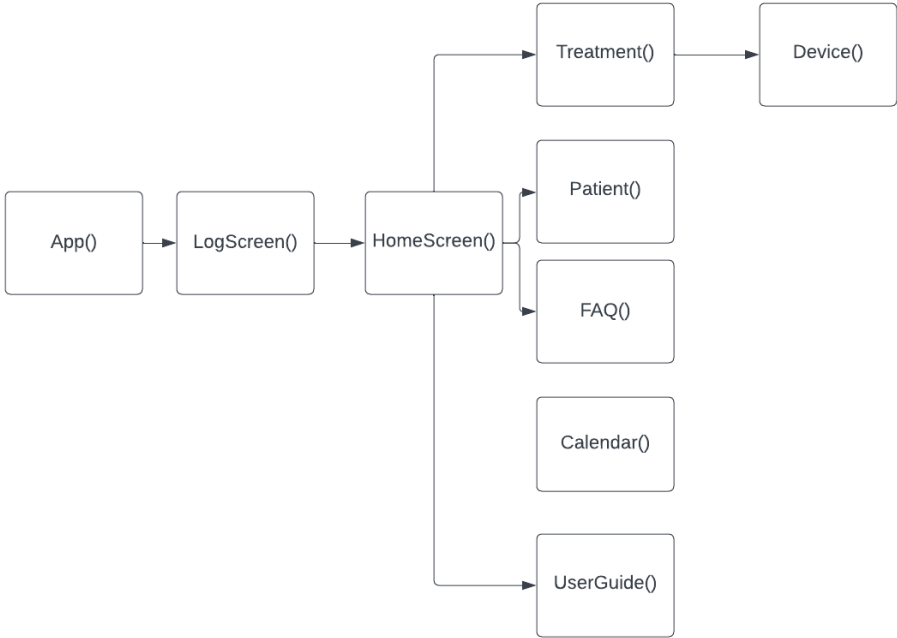 App()
LogScreen()
HomeScreen()
Treatment()
Device()
Patient()
FAQ()
Calendar()
UserGuide()